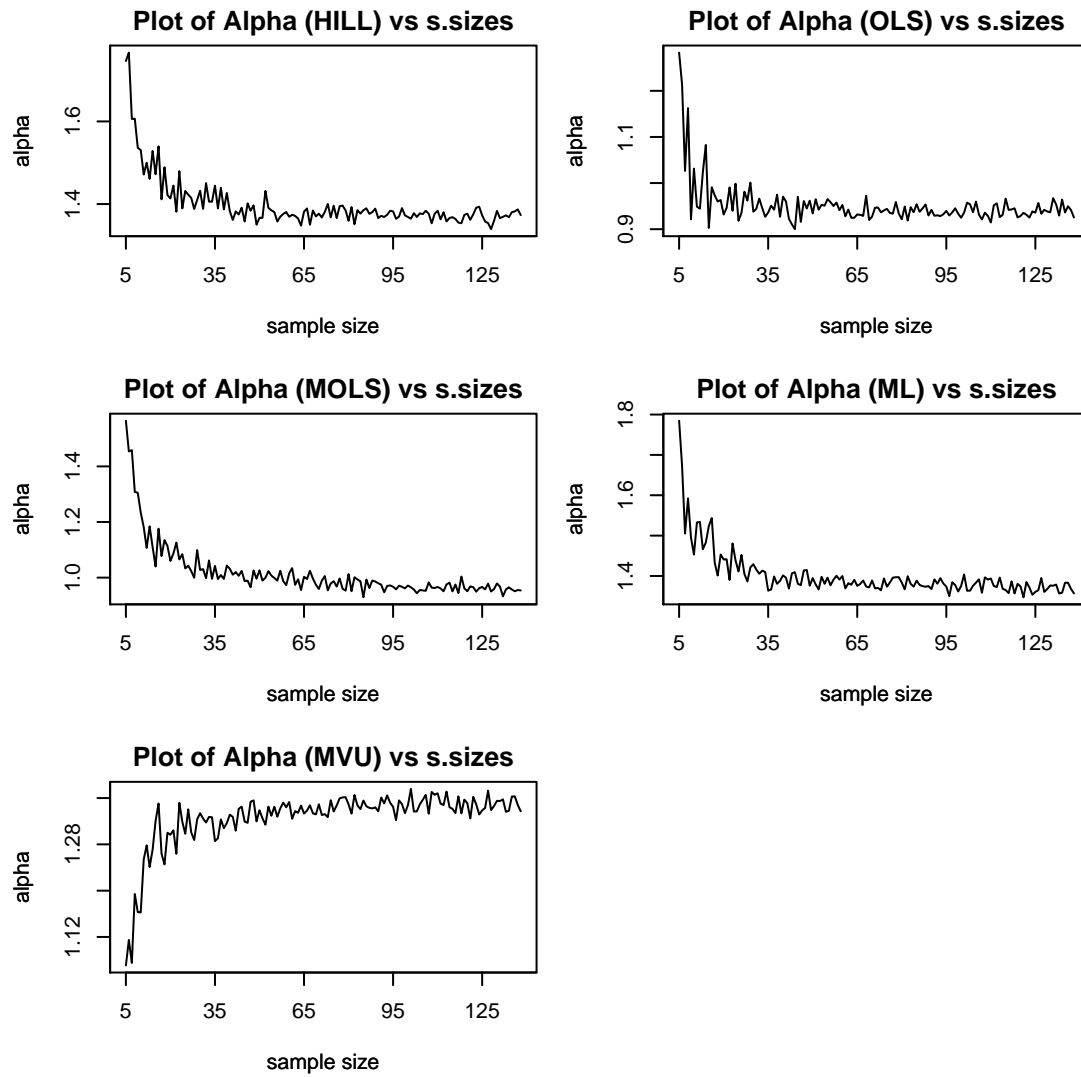 Plot of Alpha (HILL) vs s.sizes
alpha
1.6
1.4
5 35 65 95 125
sample size
Plot of Alpha (OLS) vs s.sizes
alpha
1.1
0.9
5 35 65 95 125
sample size
Plot of Alpha (MOLS) vs s.sizes
alpha
1.4
1.2
1.0
5 35 65 95 125
sample size
Plot of Alpha (ML) vs s.sizes
alpha
1.8
1.6
1.4
5 35 65 95 125
sample size
Plot of Alpha (MVU) vs s.sizes
alpha
1.28
1.12
5 35 65 95 125
sample size